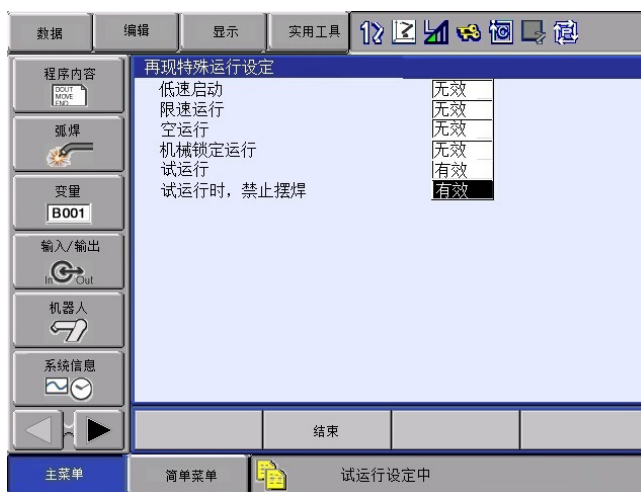 数据 编辑 显示 实用工具
程序内容
DOUT
MOVE
END
弧焊
变量
B001
输入/输出
In Out
机器人
系统信息
再现特殊运行设定
低速启动 无效
限速运行 无效
空运行 无效
机械锁定运行 无效
试运行 有效
试运行时，禁止摆焊 有效
结束
主菜单 简单菜单 试运行设定中